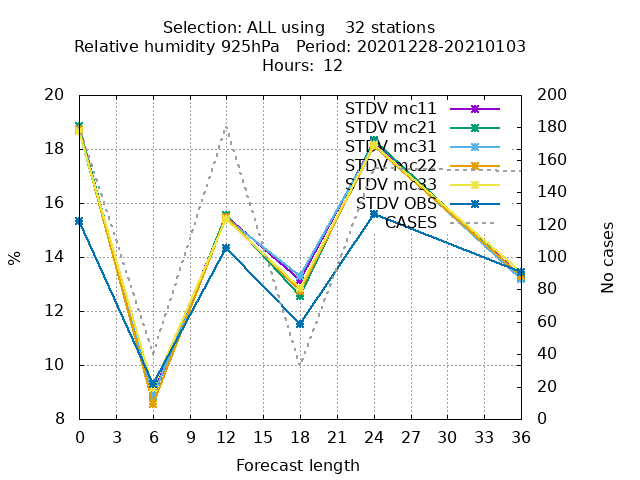 Selection: ALL using    32 stations
Relative humidity 925hPa   Period: 20201228-20210103
Hours:  12
20
18
16
14
12
10
8
%
STDV mc11
STDV mc21
STDV mc31
STDV mc22
STDV mc33
STDV OBS
CASES
200
180
160
140
120
100
80
60
40
20
0
No cases
0 3 6 9 12 15 18 21 24 27 30 33 36
Forecast length